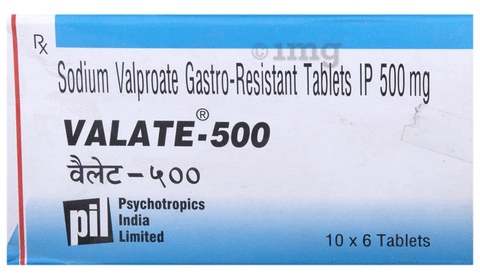 Rx
©1mg
Sodium Valproate Gastro-Resistant Tablets IP 500 mg
VALATE®-500
वैलेट-५००
pil
Psychotropics
India
Limited
10 x 6 Tablets